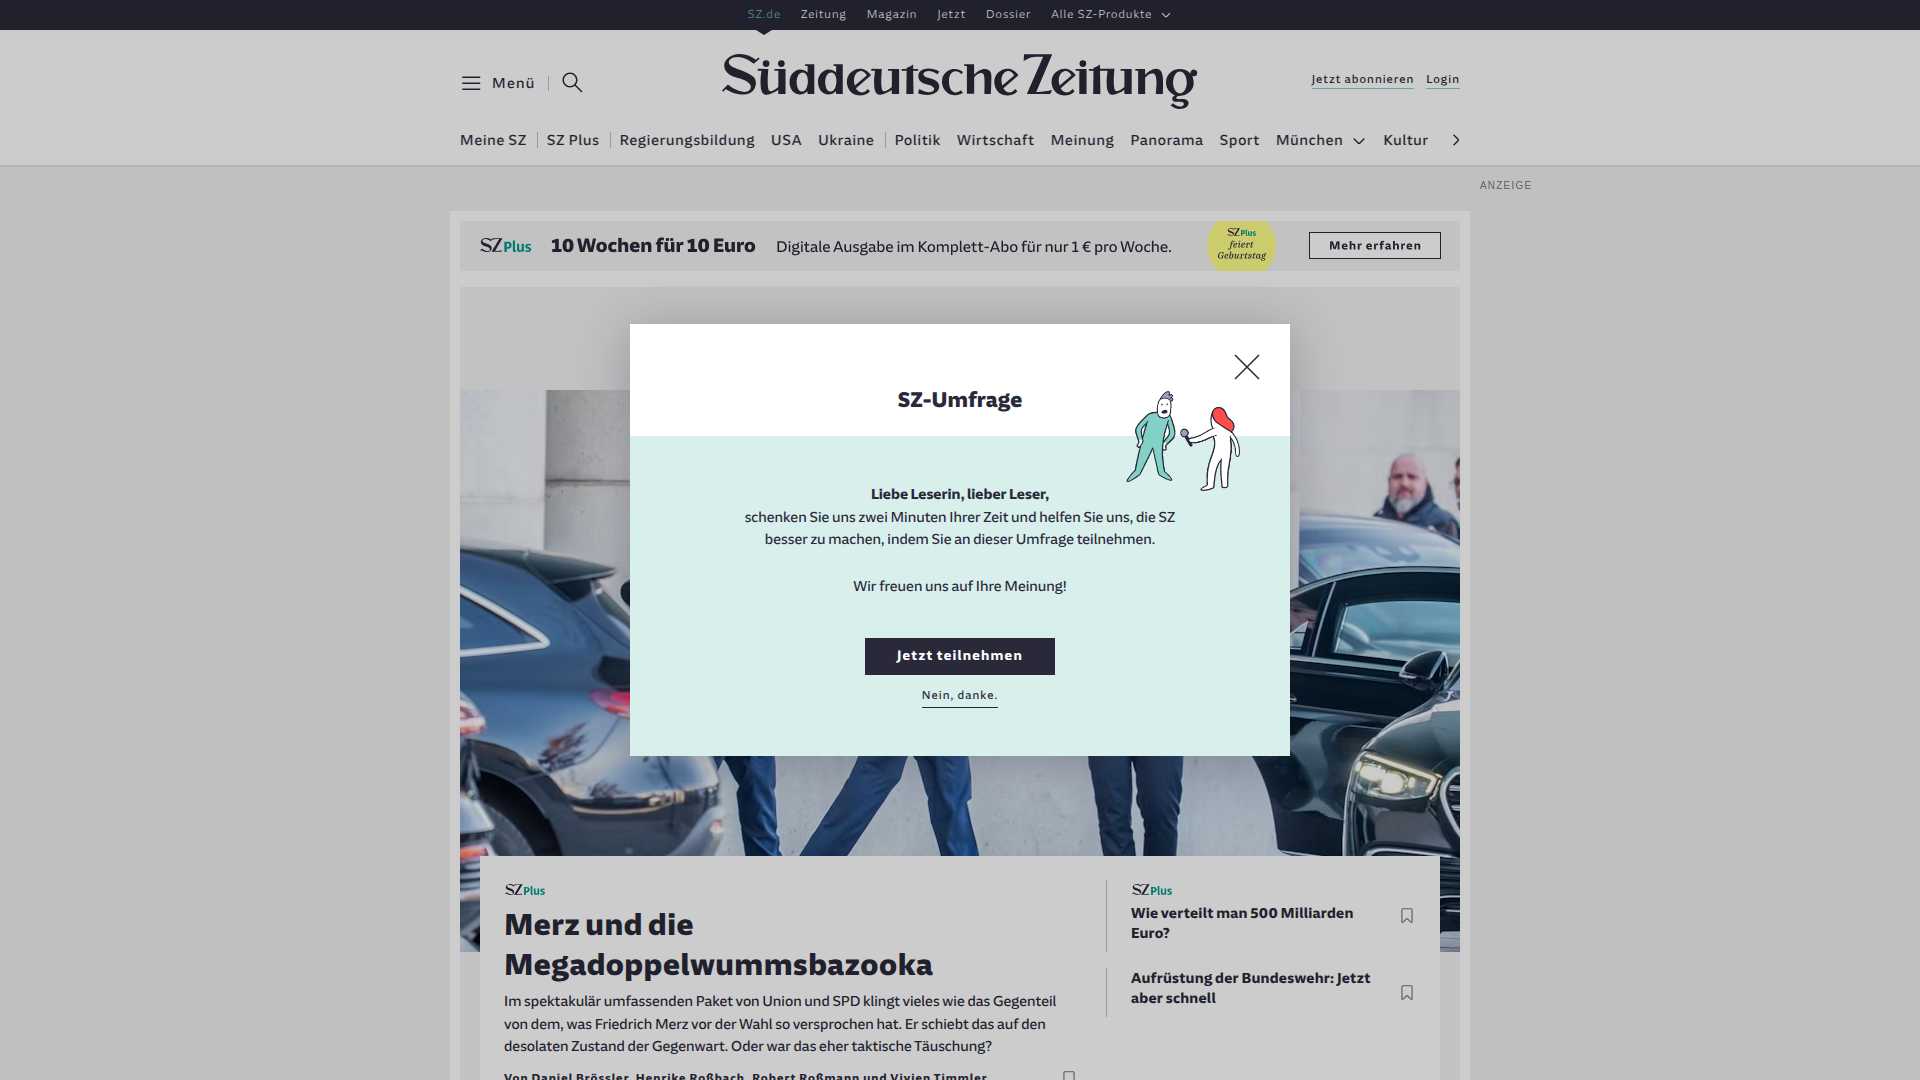 SZ.de Zeitung Magazin Jetzt Dossier Alle SZ-Produkte
Menü
Süddeutsche Zeitung
Jetzt abonnieren Login
Meine SZ SZ Plus Regierungsbildung USA Ukraine Politik Wirtschaft Meinung Panorama Sport München Kultur
ANZEIGE
SZ Plus 10 Wochen für 10 Euro Digitale Ausgabe im Komplett-Abo für nur 1 € pro Woche.
SZ Plus
feiert
Geburtstag
Mehr erfahren
SZ-Umfrage
Liebe Leserin, lieber Leser,
schenken Sie uns zwei Minuten Ihrer Zeit und helfen Sie uns, die SZ
besser zu machen, indem Sie an dieser Umfrage teilnehmen.
Wir freuen uns auf Ihre Meinung!
Jetzt teilnehmen
Nein, danke.
SZ Plus
Merz und die
Megadoppelwummsbazooka
Im spektakulär umfassenden Paket von Union und SPD klingt vieles wie das Gegenteil
von dem, was Friedrich Merz vor der Wahl so versprochen hat. Er schiebt das auf den
desolaten Zustand der Gegenwart. Oder war das eher taktische Täuschung?
Von Daniel Brössler, Henrike Roßbach, Robert Roßmann und Vivien Timmler
SZ Plus
Wie verteilt man 500 Milliarden
Euro?
Aufrüstung der Bundeswehr: Jetzt
aber schnell